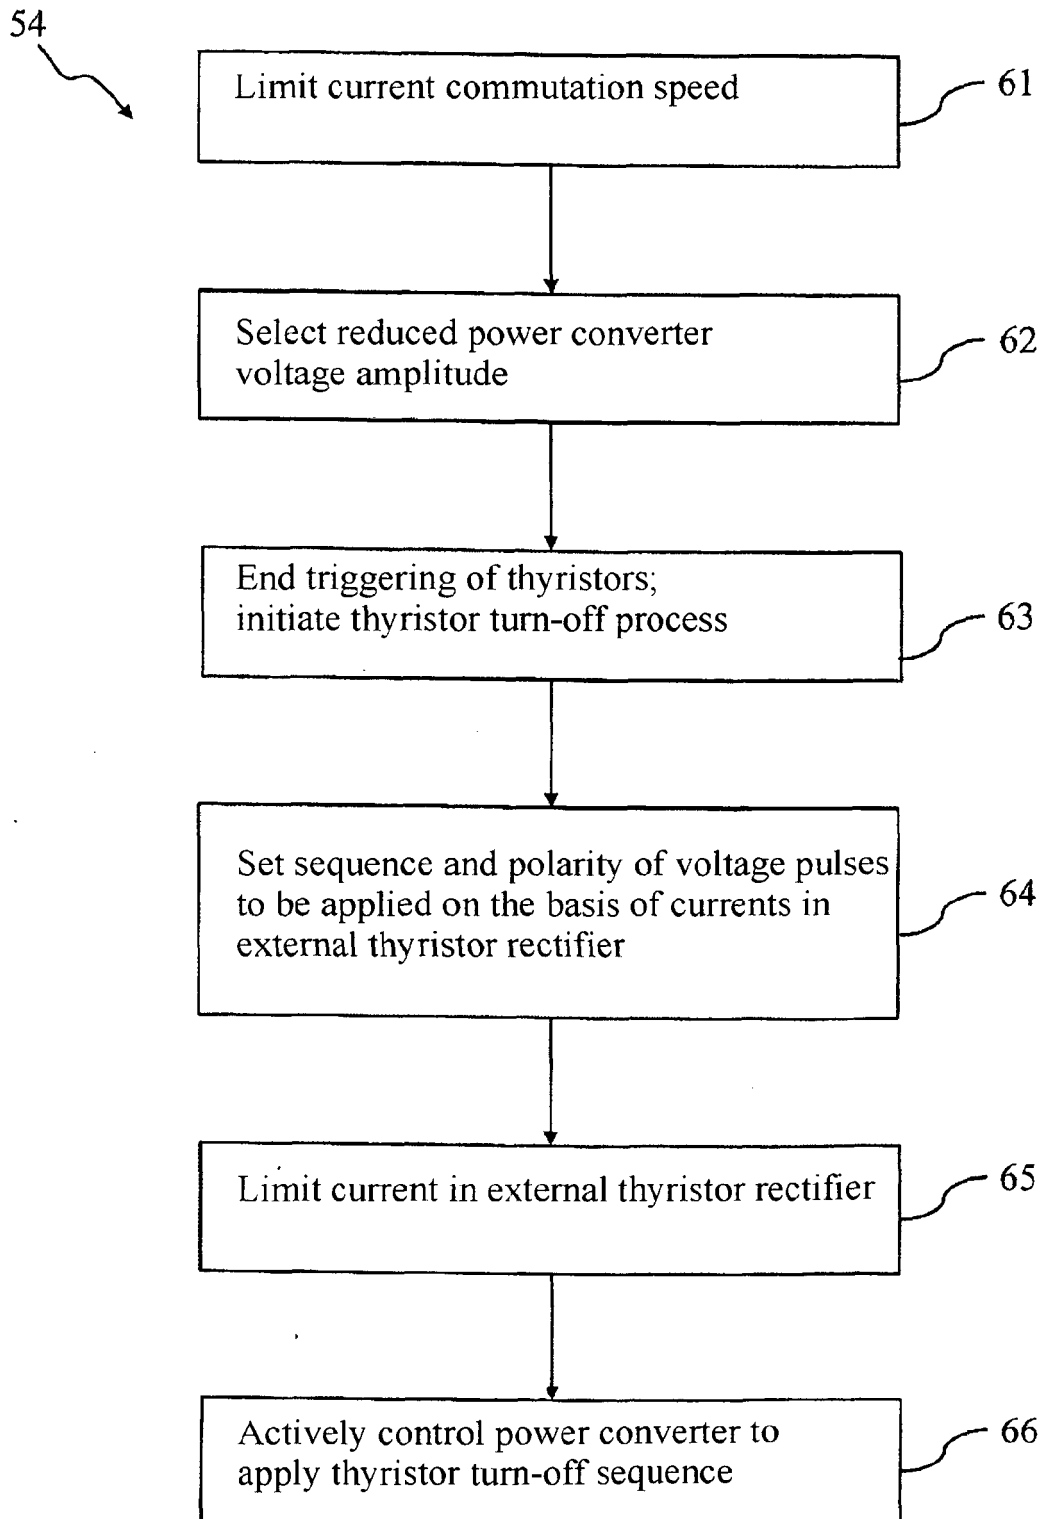 54
Limit current commutation speed
61
Select reduced power converter
voltage amplitude
62
End triggering of thyristors;
initiate thyristor turn-off process
63
Set sequence and polarity of voltage pulses
to be applied on the basis of currents in
external thyristor rectifier
64
Limit current in external thyristor rectifier
65
Actively control power converter to
apply thyristor turn-off sequence
66